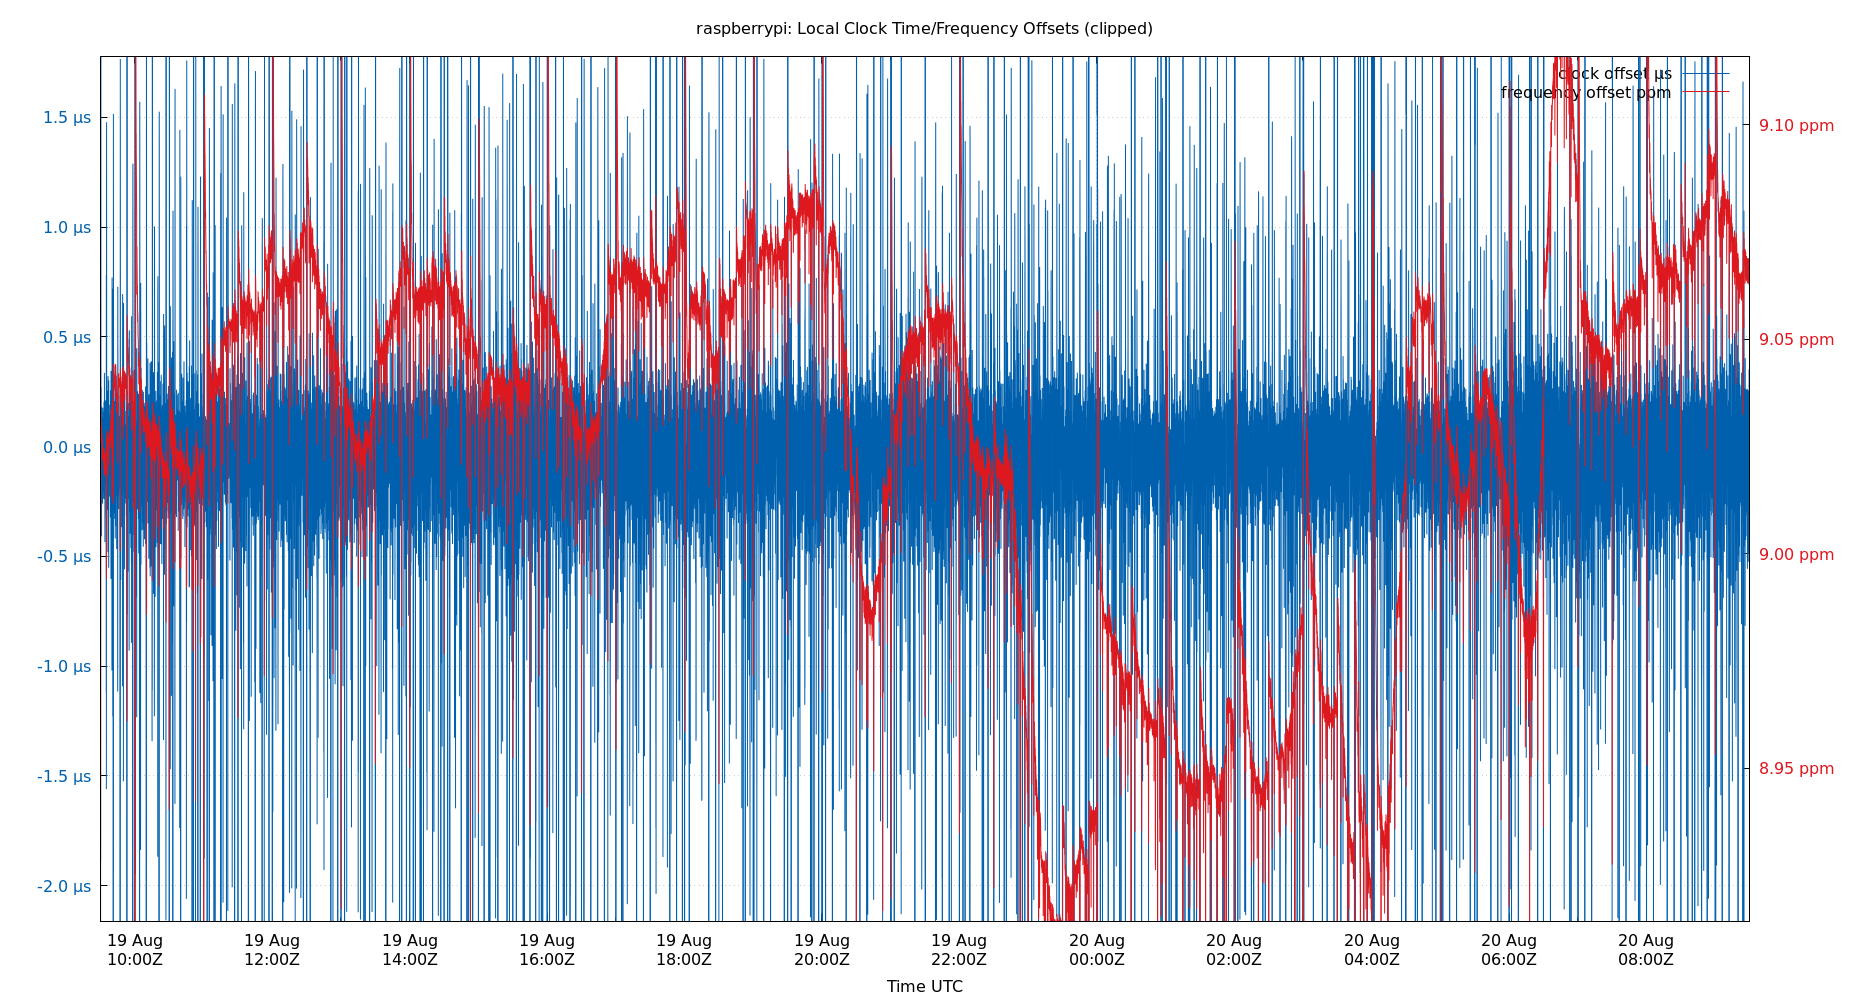 raspberrypi: Local Clock Time/Frequency Offsets (clipped)
clock offset µs
frequency offset ppm
1.5 µs
1.0 µs
0.5 µs
0.0 µs
-0.5 µs
-1.0 µs
-1.5 µs
-2.0 µs
9.10 ppm
9.05 ppm
9.00 ppm
8.95 ppm
19 Aug 19 Aug 19 Aug 19 Aug 19 Aug 19 Aug 19 Aug 20 Aug 20 Aug 20 Aug 20 Aug 20 Aug
10:00Z 12:00Z 14:00Z 16:00Z 18:00Z 20:00Z 22:00Z 00:00Z 02:00Z 04:00Z 06:00Z 08:00Z
Time UTC